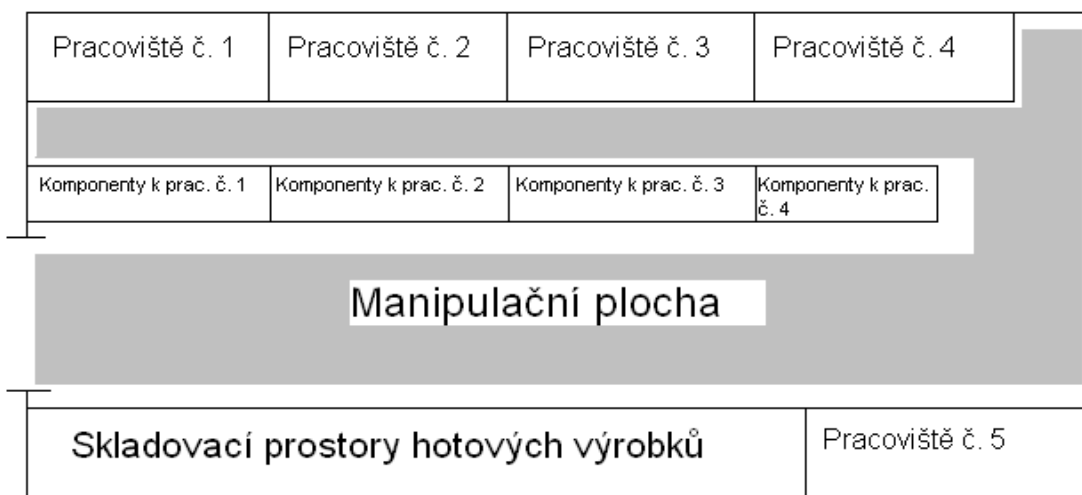 Pracoviště č. 1
Pracoviště č. 2
Pracoviště č. 3
Pracoviště č. 4
Komponenty k prac. č. 1
Komponenty k prac. č. 2
Komponenty k prac. č. 3
Komponenty k prac.
č. 4
Manipulační plocha
Skladovací prostory hotových výrobků
Pracoviště č. 5